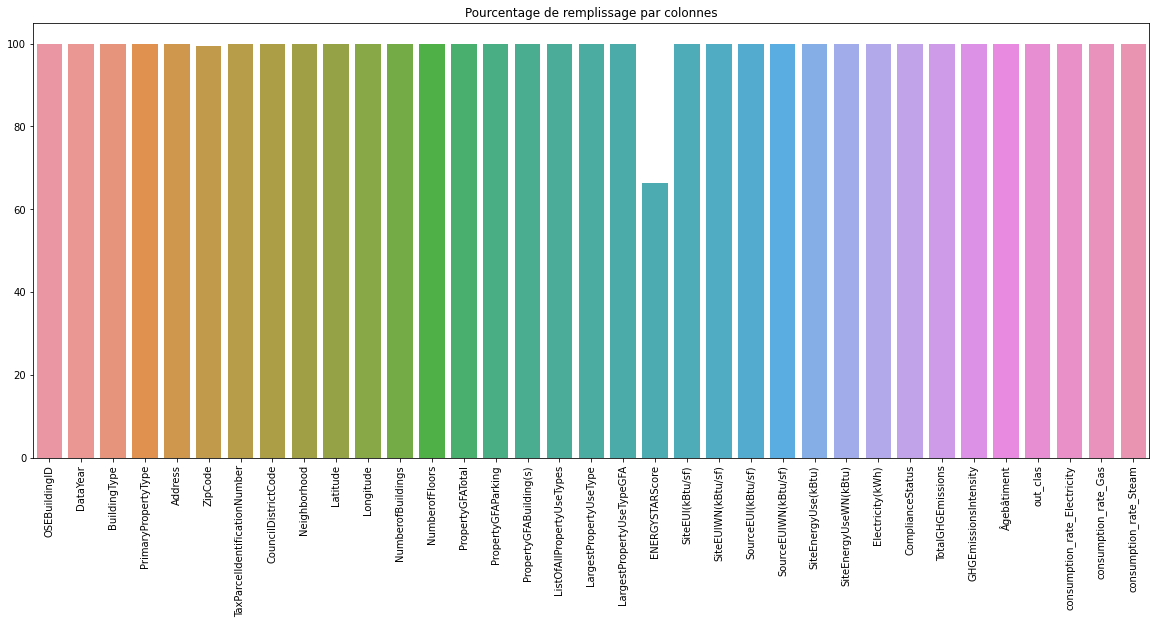 Pourcentage de remplissage par colonnes
100
80
60
40
20
0
OSEBuildingID
DataYear
BuildingType
PrimaryPropertyType
Address
ZipCode
TaxParcelIdentificationNumber
CouncilDistrictCode
Neighborhood
Latitude
Longitude
NumberofBuildings
NumberofFloors
PropertyGFATotal
PropertyGFAParking
PropertyGFABuilding(s)
ListOfAllPropertyUseTypes
LargestPropertyUseType
LargestPropertyUseTypeGFA
ENERGYSTARScore
SiteEUI(kBtu/sf)
SiteEUIWN(kBtu/sf)
SourceEUI(kBtu/sf)
SourceEUIWN(kBtu/sf)
SiteEnergyUse(kBtu)
SiteEnergyUseWN(kBtu)
Electricity(kWh)
ComplianceStatus
TotalGHGEmissions
GHGEmissionsIntensity
Âgebâtiment
out_clas
consumption_rate_Electricity
consumption_rate_Gas
consumption_rate_Steam